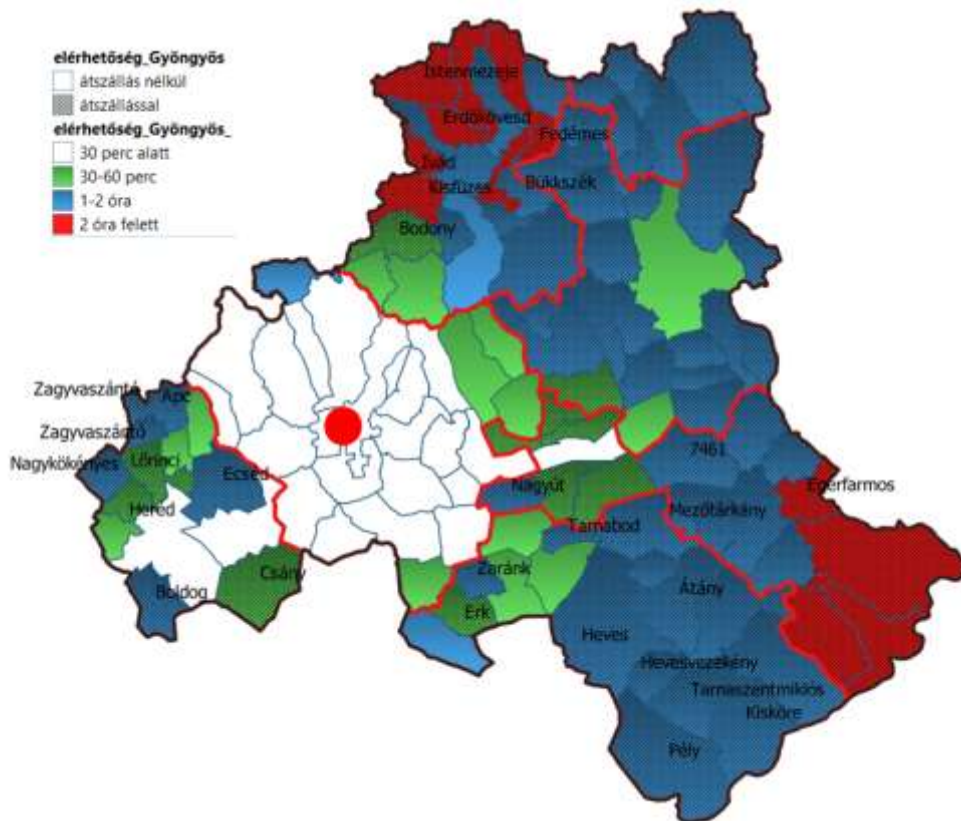 elérhetőség_Gyöngyös
átszállás nélkül
átszállással
elérhetőség_Gyöngyös_
30 perc alatt
30-60 perc
1-2 óra
2 óra felett
Istenmezeje
Erdőkövesd
Fedémes
Ivád
Kisfüzes
Bükkszék
Bodony
Zagyvaszántó
Apc
Zagyvaszántó
Lőrinci
Nagykökényes
Ecséd
Hered
Boldog
Csány
7461
Nagyút
Egerfarmos
Mezőtárkány
Tarnabod
Zaránk
Átány
Erk
Heves
Hevesvezekény
Tarnaszentmiklós
Kisköre
Pély